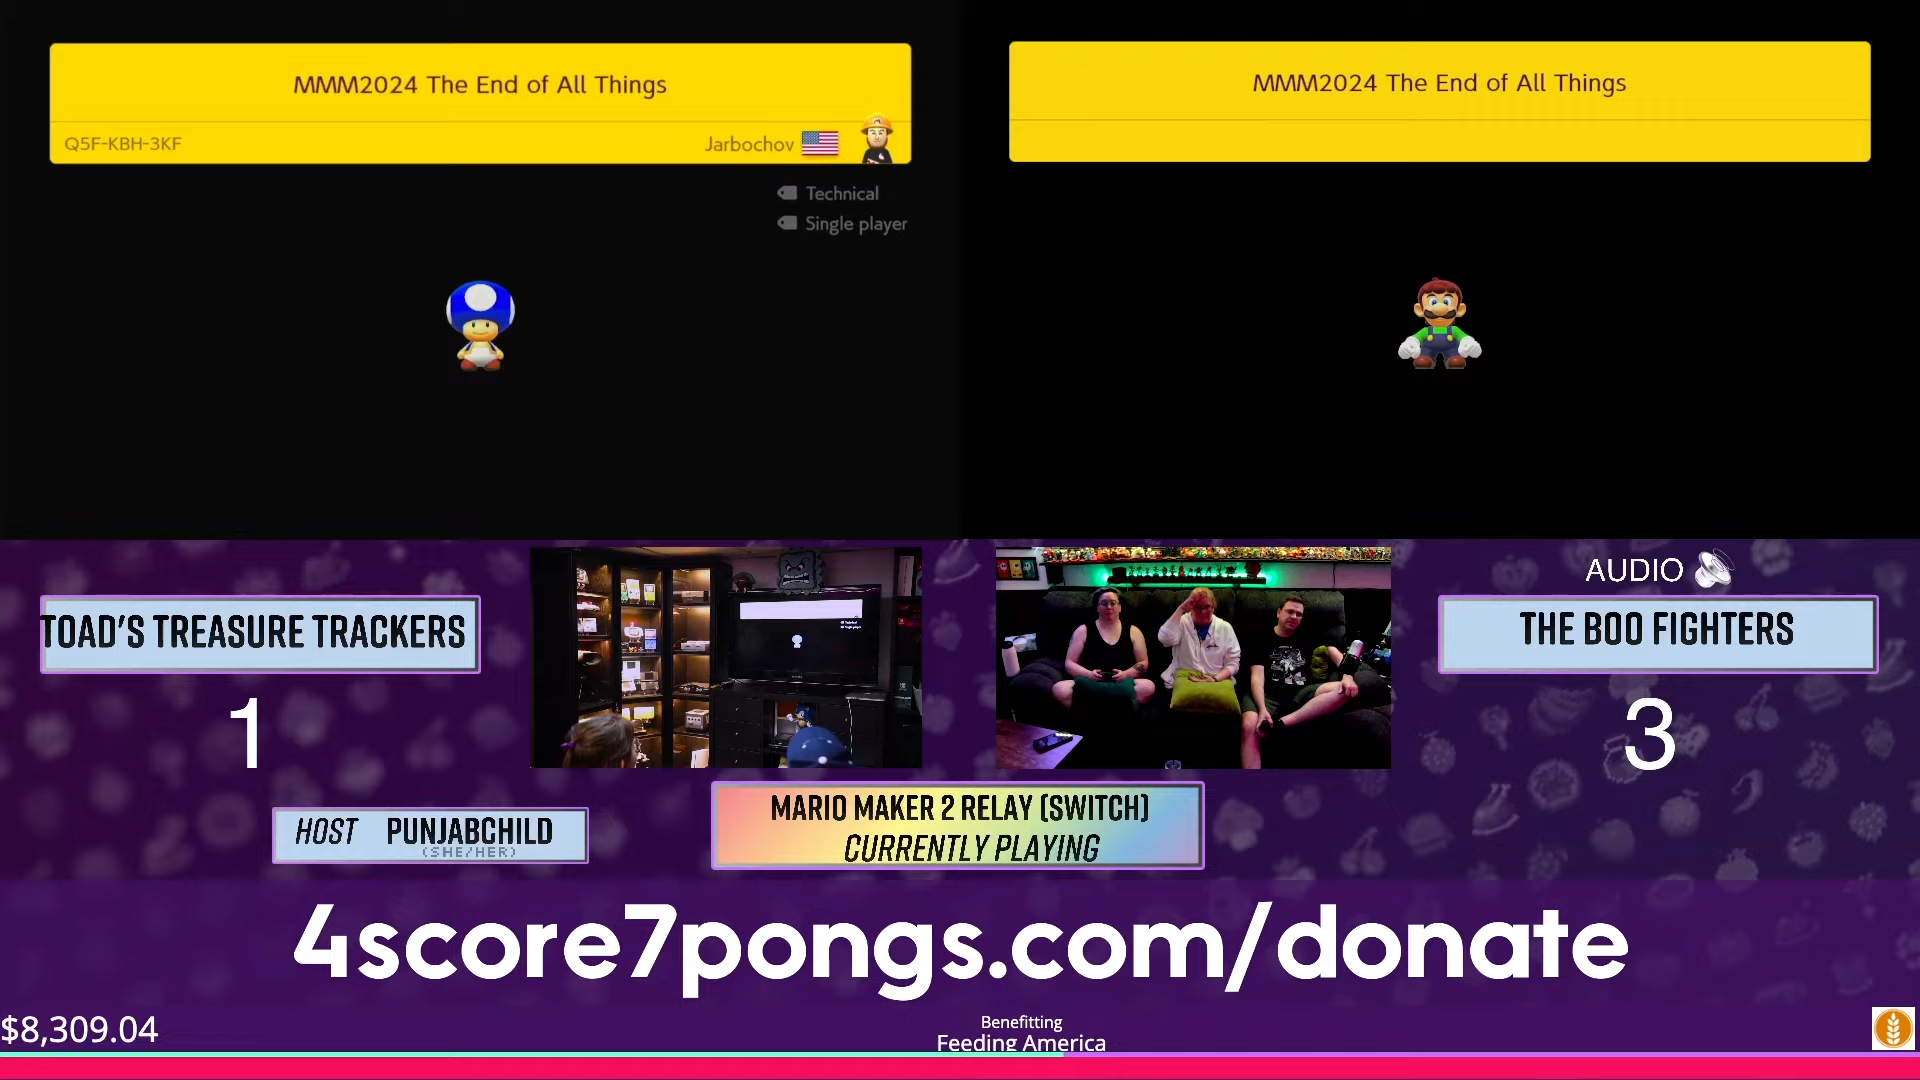 MMM2024 The End of All Things
Q5F-KBH-3KF
Jarbochov
Technical
Single player
MMM2024 The End of All Things
TOAD'S TREASURE TRACKERS
1
AUDIO
THE BOO FIGHTERS
3
HOST PUNJABCHILD
(SHE/HER)
MARIO MAKER 2 RELAY (SWITCH)
CURRENTLY PLAYING
4score7pongs.com/donate
$8,309.04
Benefitting
Feeding America